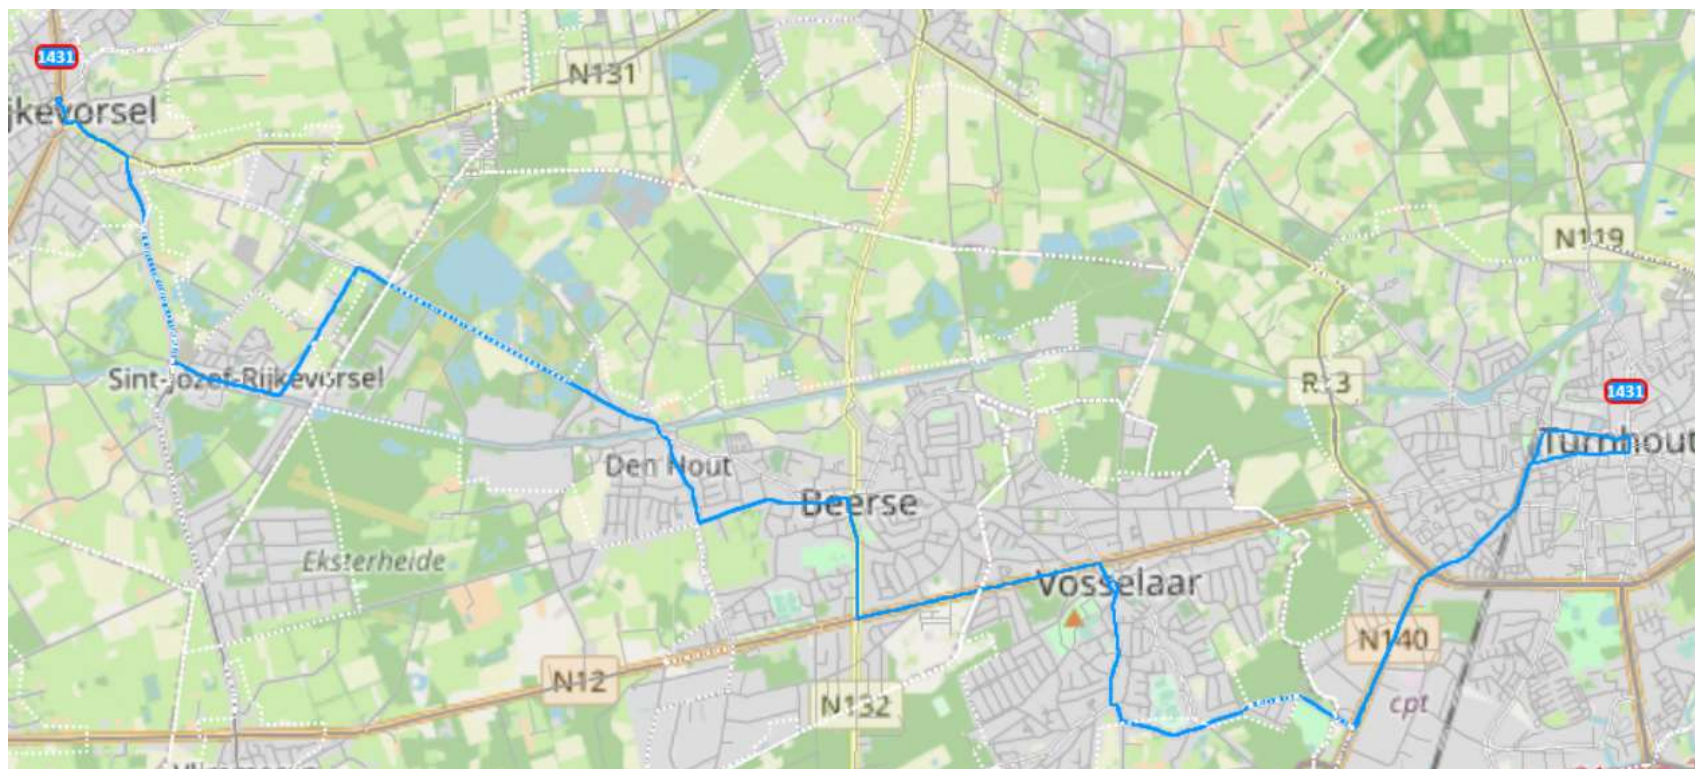 1431
N131
jkevorsel
N119
Sint-Jozef-Rijkevorsel
1431
Turnhout
Den Hout
Beerse
Eksterheide
Vosselaar
N140
N12
N132
cpt